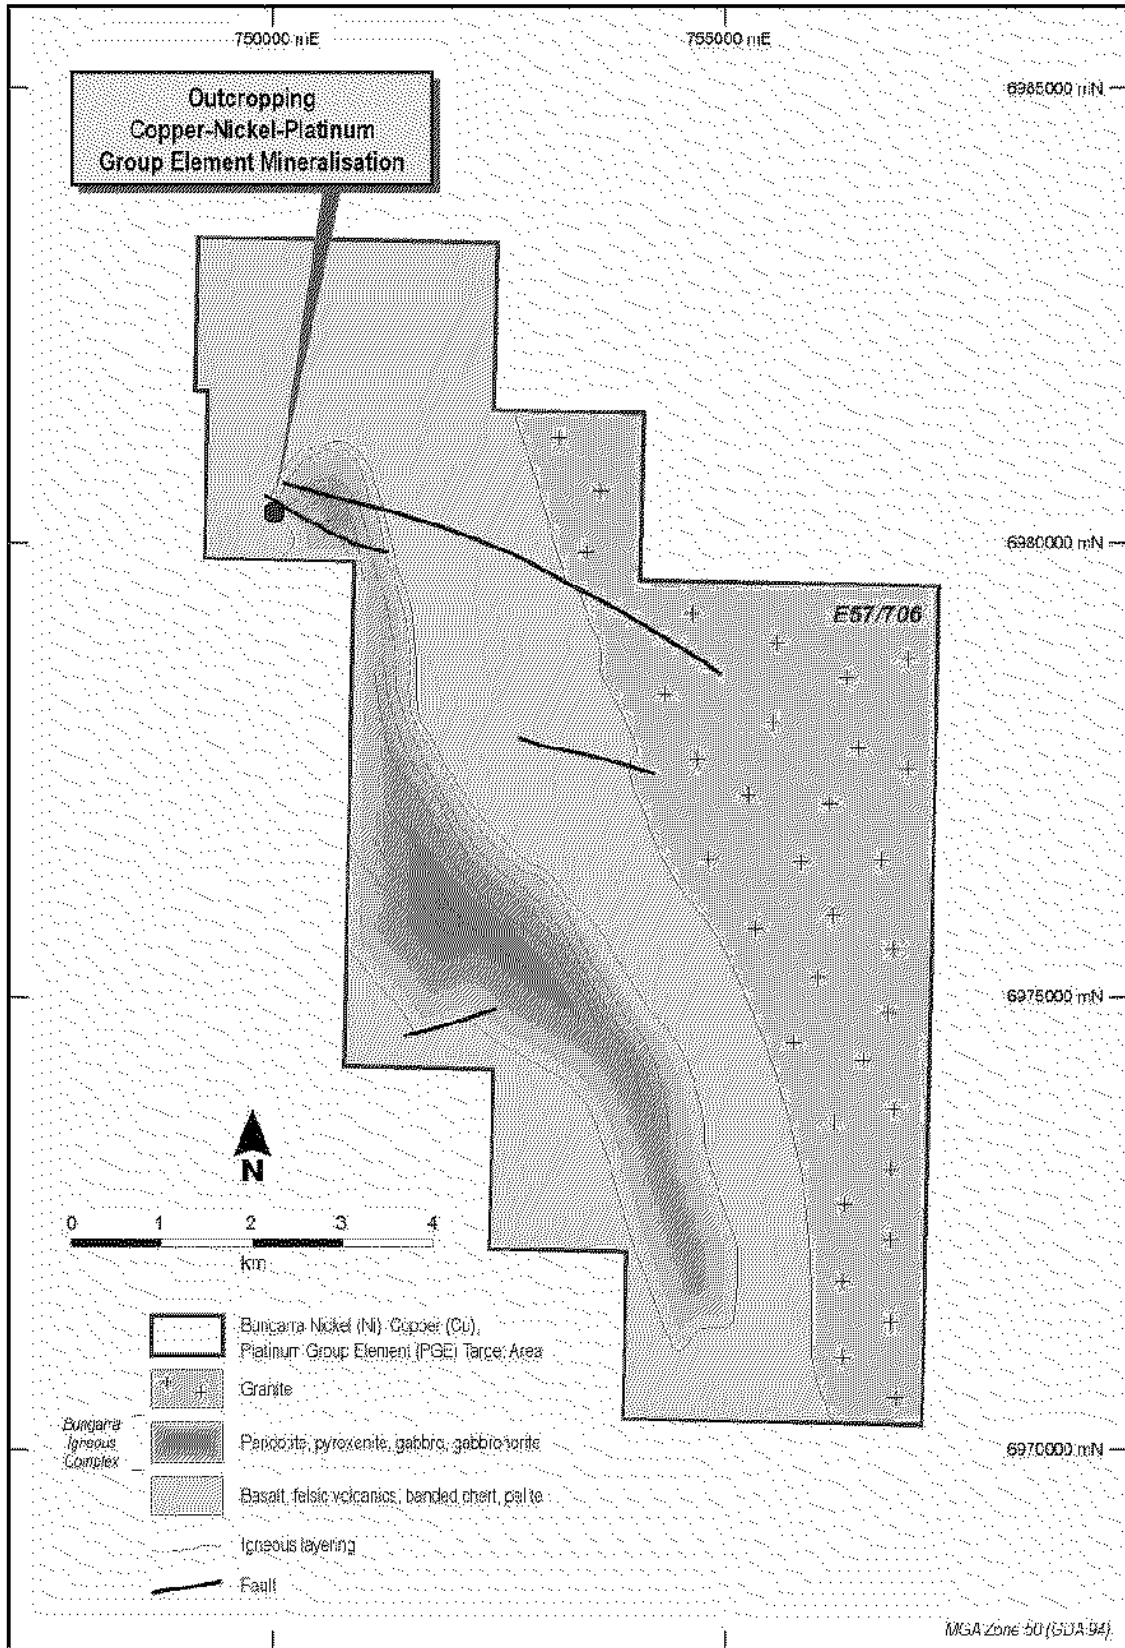 750000 mE
755000 mE
6985000 mN
Outcropping
Copper-Nickel-Platinum
Group Element Mineralisation
6980000 mN
E57/706
6975000 mN
N
0 1 2 3 4
km
Bungarra Nickel (Ni) Copper (Cu),
Platinum Group Element (PGE) Target Area
Granite
Bungarra
Igneous
Complex
Peridotite, pyroxenite, gabbro, gabbronorite
6970000 mN
Basalt, felsic volcanics, banded chert, pelite
Igneous layering
Fault
MGA Zone 50 (GDA 94)